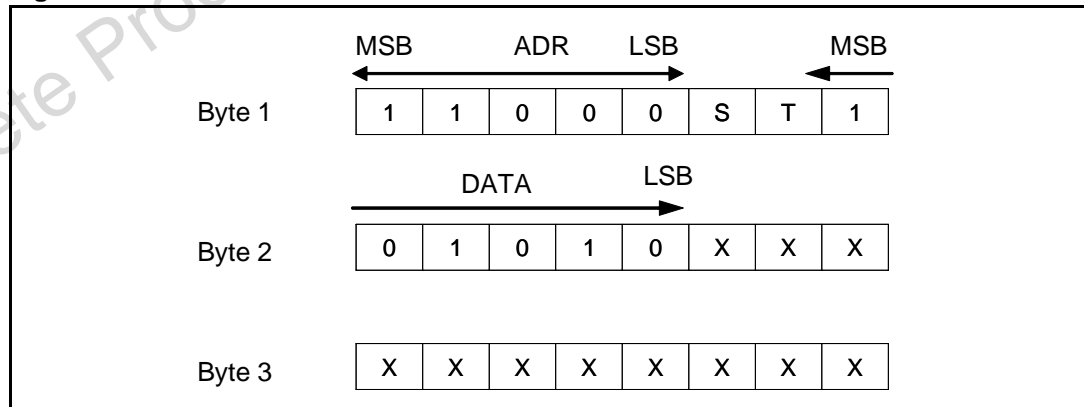 MSB ADR LSB MSB
Byte 1 1 1 0 0 0 S T 1
DATA LSB
Byte 2 0 1 0 1 0 X X X
Byte 3 X X X X X X X X